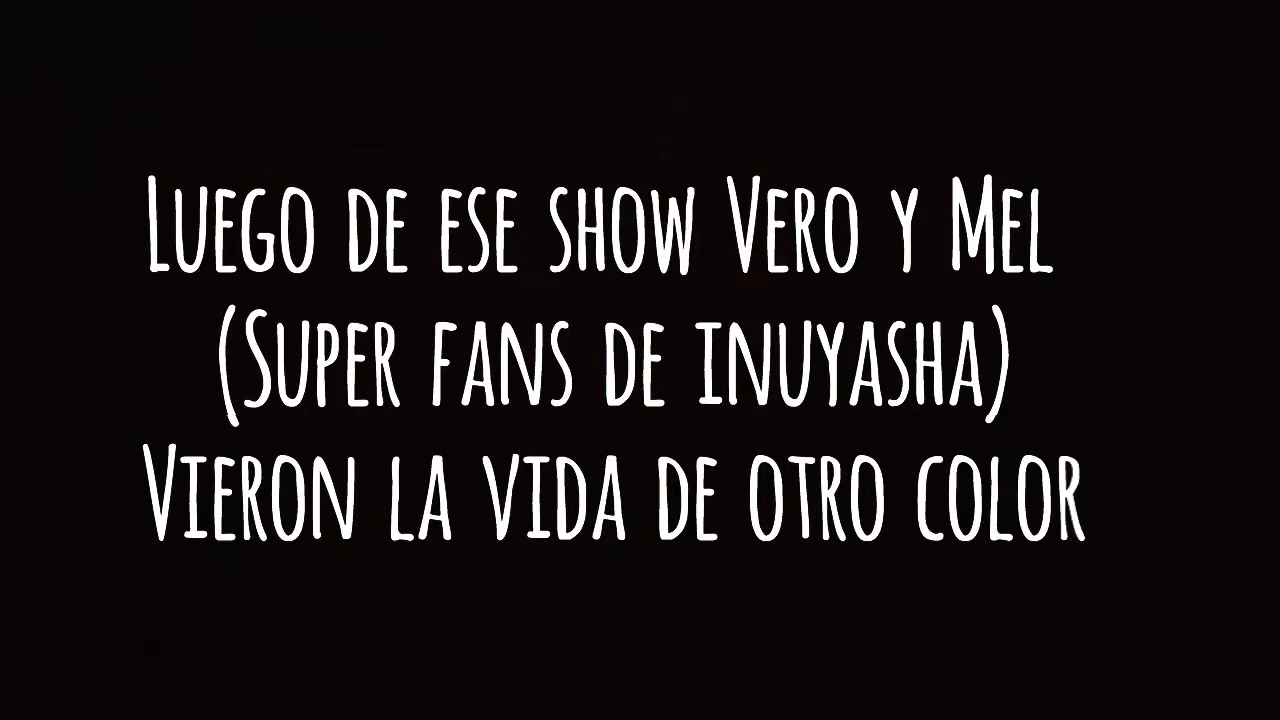 Luego de ese show Vero y Mel
(Super fans de inuyasha)
Vieron la vida de otro color